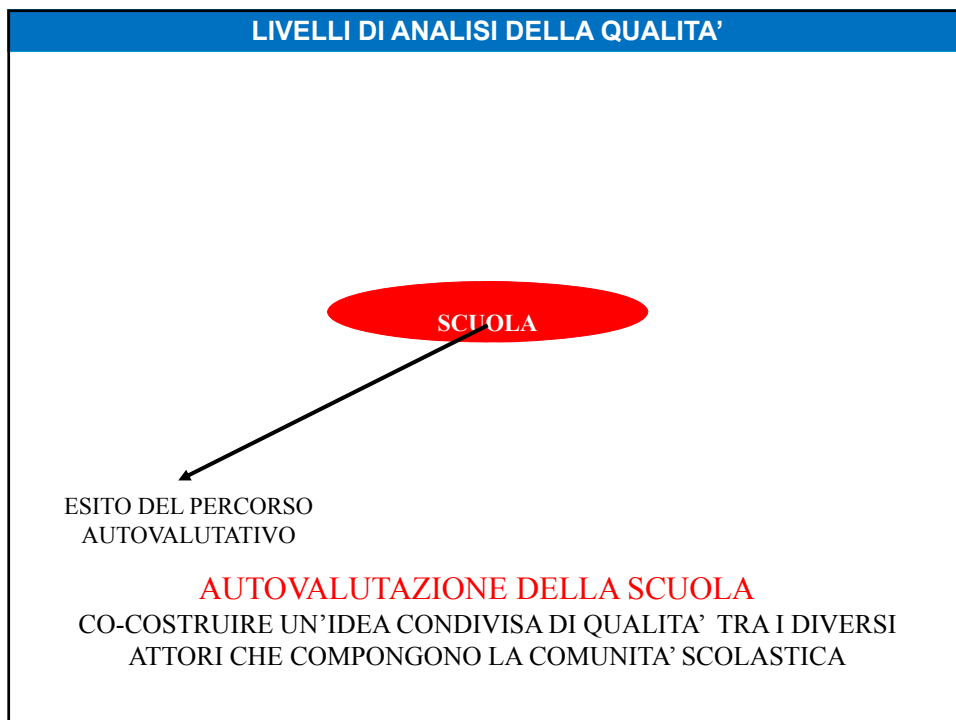 LIVELLI DI ANALISI DELLA QUALITA’
SCUOLA
ESITO DEL PERCORSO
AUTOVALUTATIVO
AUTOVALUTAZIONE DELLA SCUOLA
CO-COSTRUIRE UN’IDEA CONDIVISA DI QUALITA’ TRA I DIVERSI
ATTORI CHE COMPONGONO LA COMUNITA’ SCOLASTICA